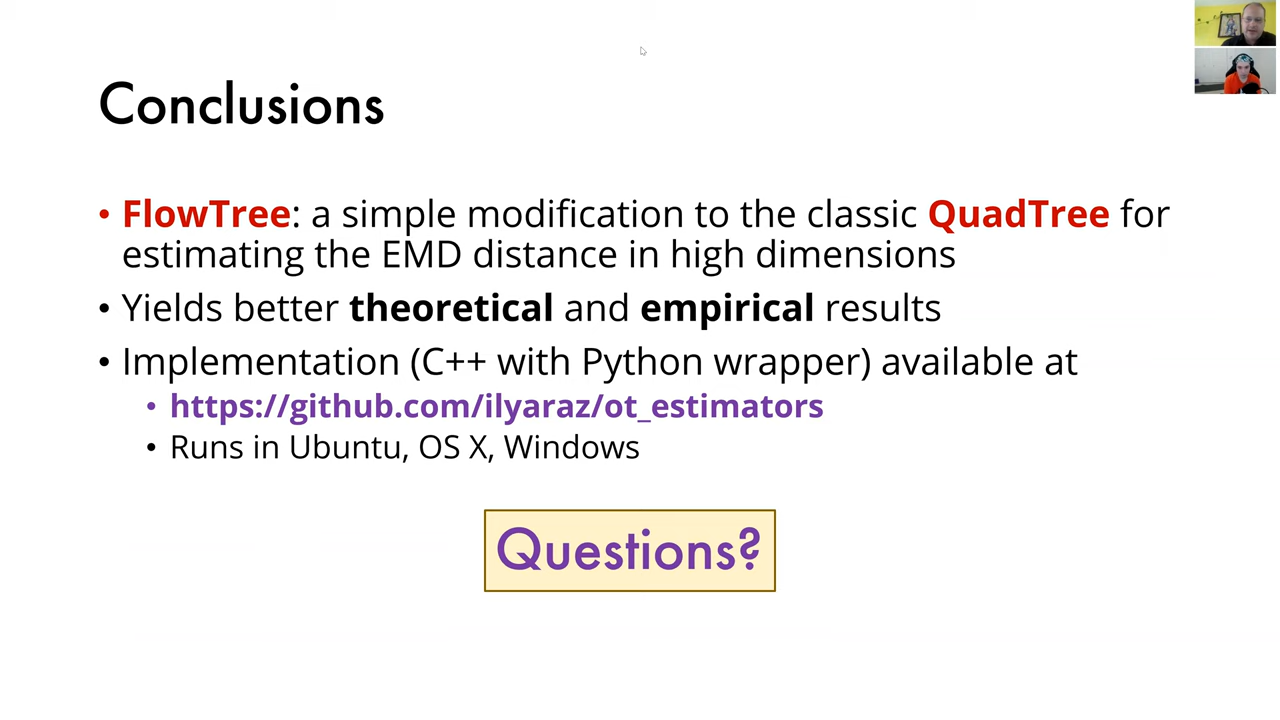 Conclusions
• FlowTree: a simple modification to the classic QuadTree for
estimating the EMD distance in high dimensions
• Yields better theoretical and empirical results
• Implementation (C++ with Python wrapper) available at
• https://github.com/ilyaraz/ot_estimators
• Runs in Ubuntu, OS X, Windows
Questions?